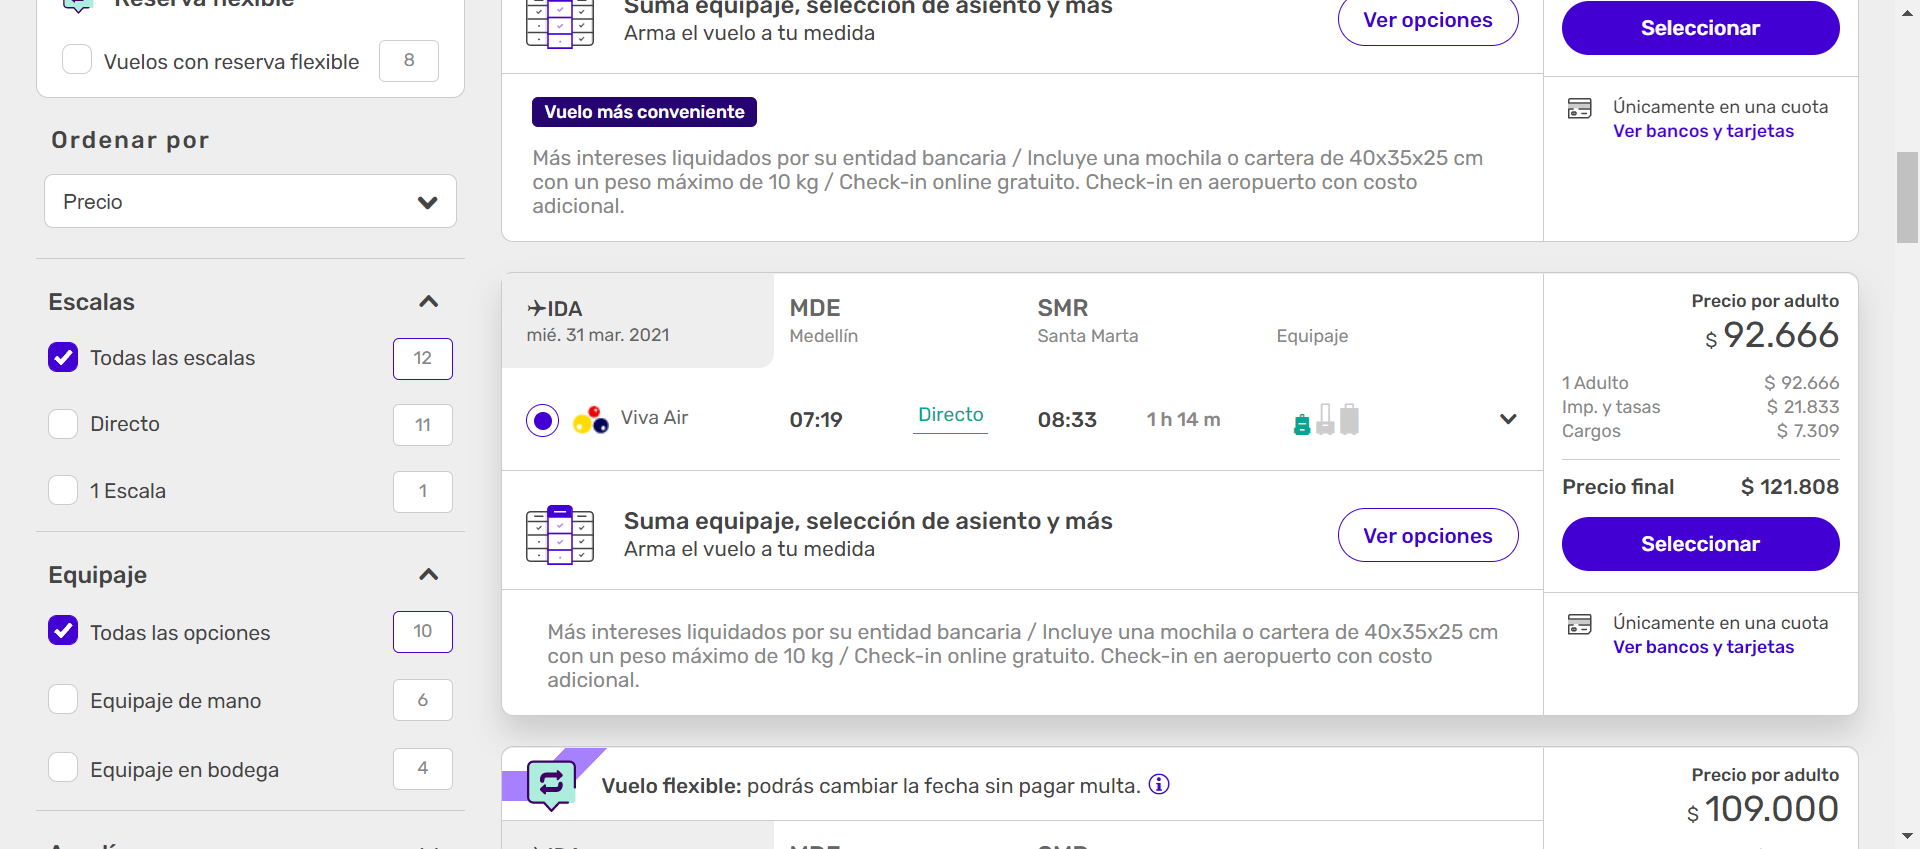 Reserva flexible
Vuelos con reserva flexible
8
Ordenar por
Precio
Escalas
Todas las escalas
12
Directo
11
1 Escala
1
Equipaje
Todas las opciones
10
Equipaje de mano
6
Equipaje en bodega
4
Suma equipaje, selección de asiento y más
Arma el vuelo a tu medida
Ver opciones
Seleccionar
Vuelo más conveniente
Más intereses liquidados por su entidad bancaria / Incluye una mochila o cartera de 40x35x25 cm
con un peso máximo de 10 kg / Check-in online gratuito. Check-in en aeropuerto con costo
adicional.
Únicamente en una cuota
Ver bancos y tarjetas
IDA
mié. 31 mar. 2021
MDE
Medellín
SMR
Santa Marta
Equipaje
Viva Air
07:19
Directo
08:33
1 h 14 m
Precio por adulto
$ 92.666
1 Adulto $ 92.666
Imp. y tasas $ 21.833
Cargos $ 7.309
Precio final $ 121.808
Seleccionar
Suma equipaje, selección de asiento y más
Arma el vuelo a tu medida
Ver opciones
Más intereses liquidados por su entidad bancaria / Incluye una mochila o cartera de 40x35x25 cm
con un peso máximo de 10 kg / Check-in online gratuito. Check-in en aeropuerto con costo
adicional.
Únicamente en una cuota
Ver bancos y tarjetas
Vuelo flexible: podrás cambiar la fecha sin pagar multa.
Precio por adulto
$ 109.000